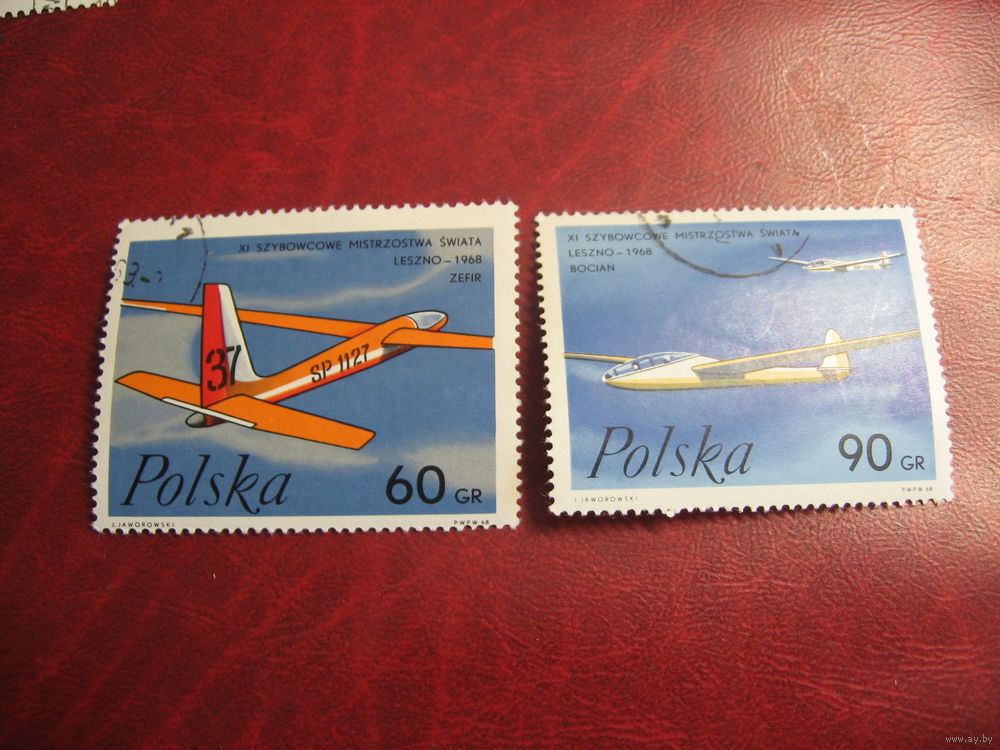 XI SZYBOWCOWE MISTRZOSTWA ŚWIATA
LESZNO – 1968
ZEFIR
37
SP 1127
Polska
60 GR
J. JAWOROWSKI
PWPW 68
XI SZYBOWCOWE MISTRZOSTWA ŚWIATA
LESZNO – 1968
BOCIAN
Polska
90 GR
J. JAWOROWSKI
PWPW 68
www.ay.by